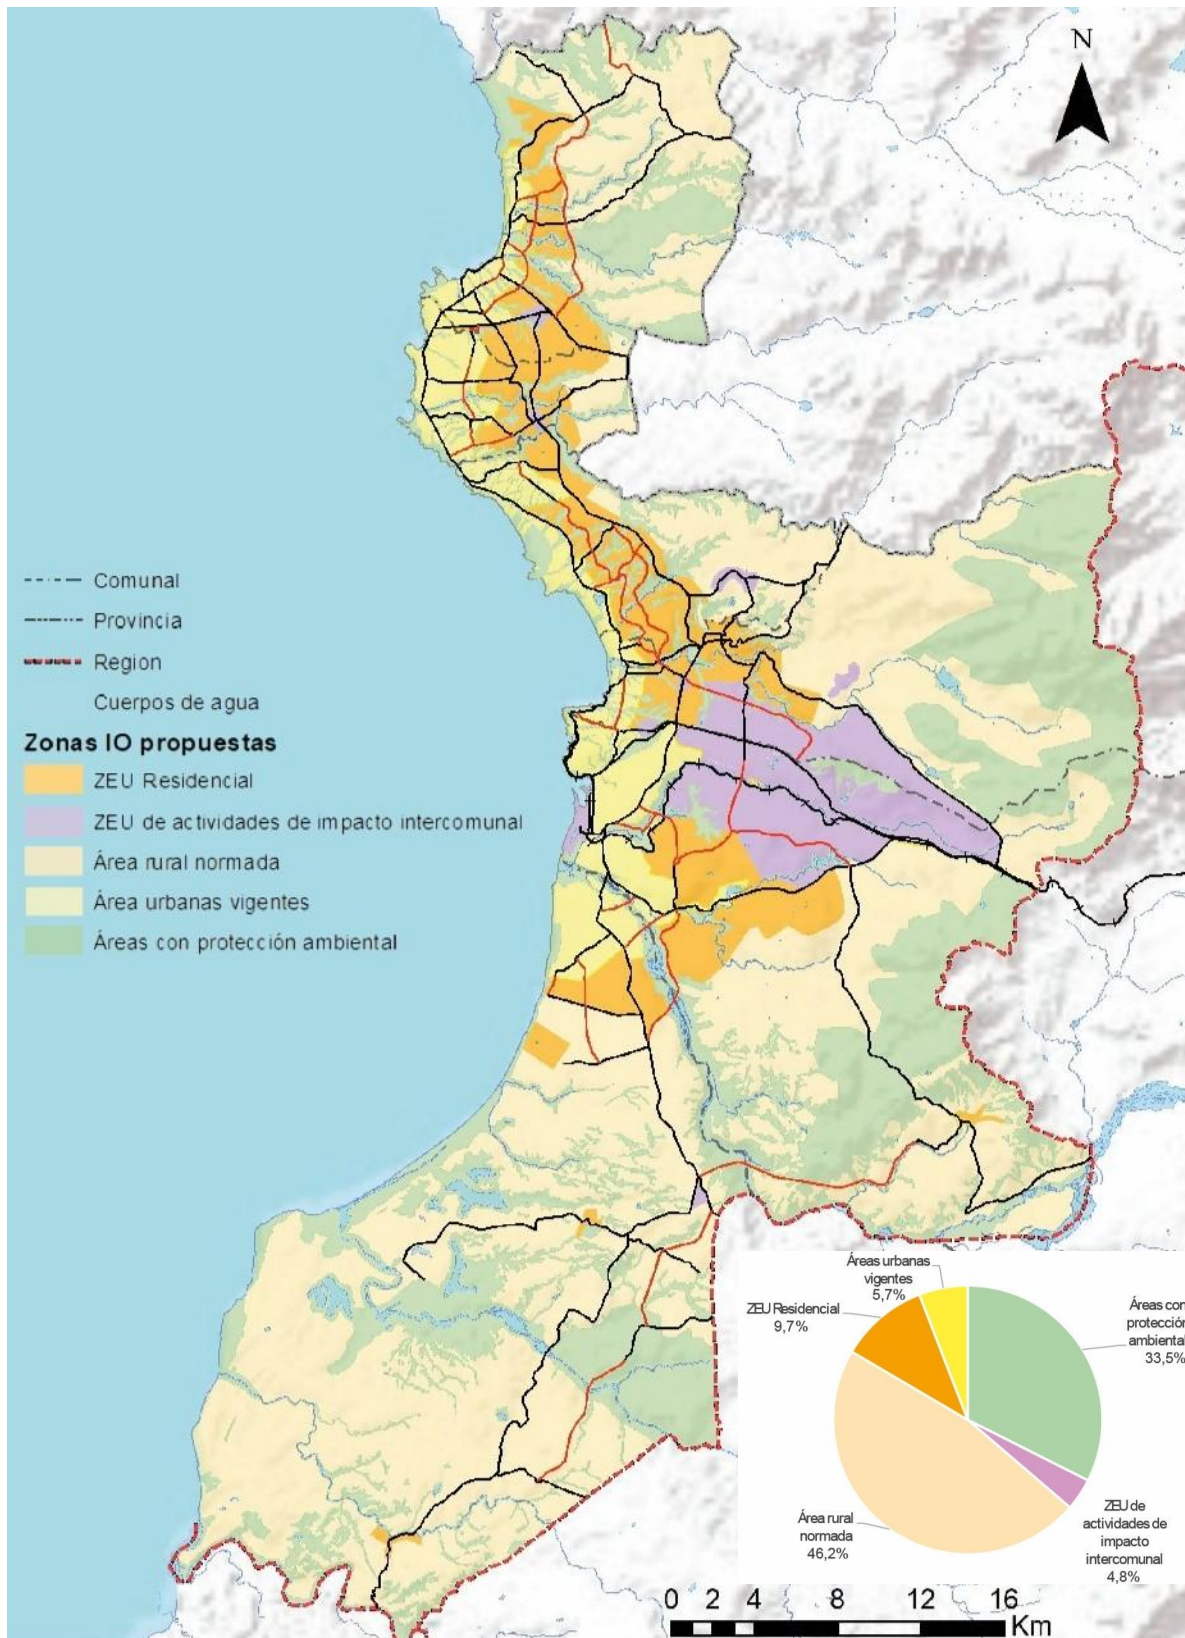 N
Comunal
Provincia
Region
Cuerpos de agua
Zonas IO propuestas
ZEU Residencial
ZEU de actividades de impacto intercomunal
Área rural normada
Área urbanas vigentes
Áreas con protección ambiental
Áreas urbanas
vigentes
5,7%
ZEU Residencial
9,7%
Áreas con
protección
ambiental
33,5%
Área rural
normada
46,2%
ZEU de
actividades de
impacto
intercomunal
4,8%
0 2 4 8 12 16
Km